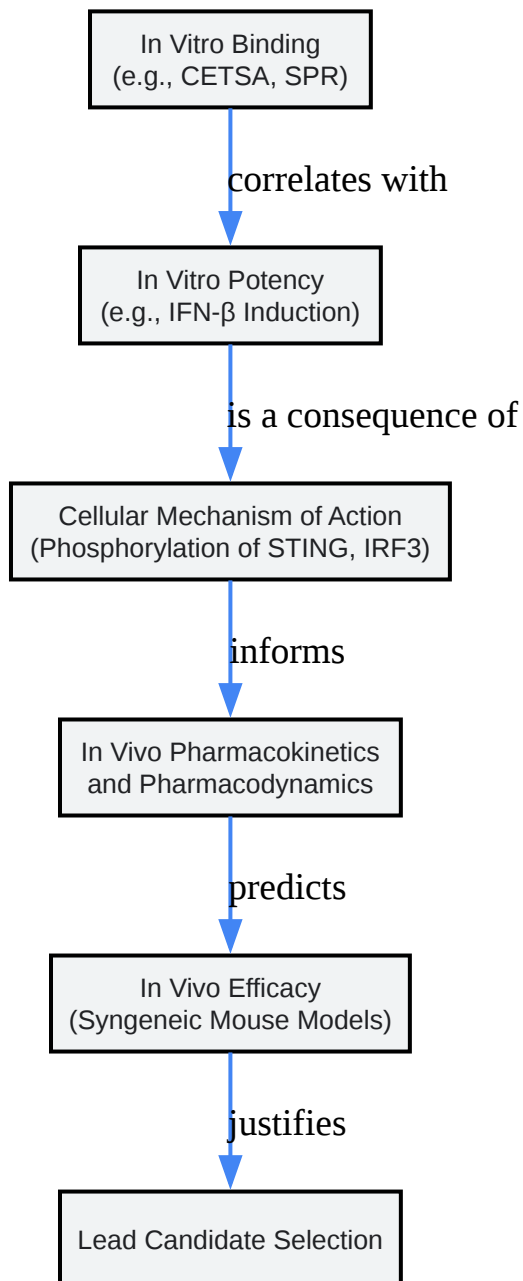 In Vitro Binding
(e.g., CETSA, SPR)
correlates with
In Vitro Potency
(e.g., IFN-β Induction)
is a consequence of
Cellular Mechanism of Action
(Phosphorylation of STING, IRF3)
informs
In Vivo Pharmacokinetics
and Pharmacodynamics
predicts
In Vivo Efficacy
(Syngeneic Mouse Models)
justifies
Lead Candidate Selection